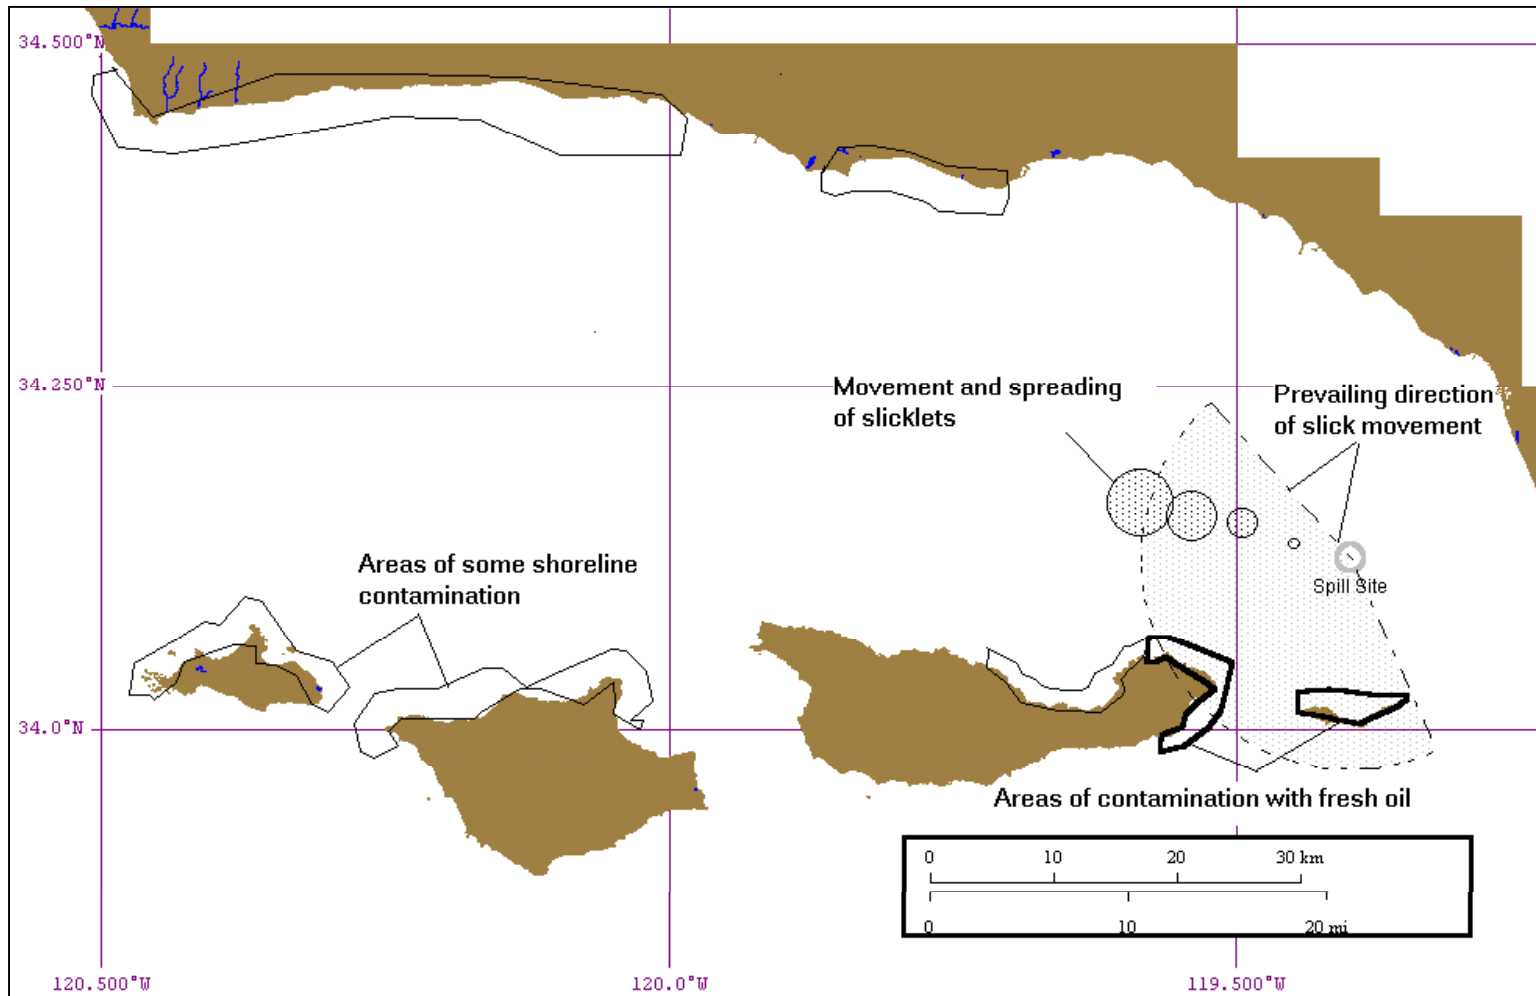 34.500°N
34.250°N
Movement and spreading
of slicklets
Prevailing direction
of slick movement
Areas of some shoreline
contamination
Spill Site
34.0°N
Areas of contamination with fresh oil
0 10 20 30 km
0 10 20 mi
120.500°W 120.0°W 119.500°W